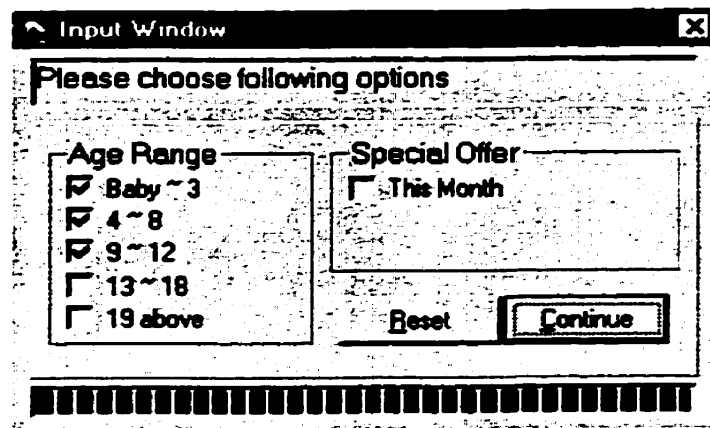 Input Window
Please choose following options
Age Range
Baby ~ 3
4 ~ 8
9 ~ 12
13 ~ 18
19 above
Special Offer
This Month
Reset
Continue